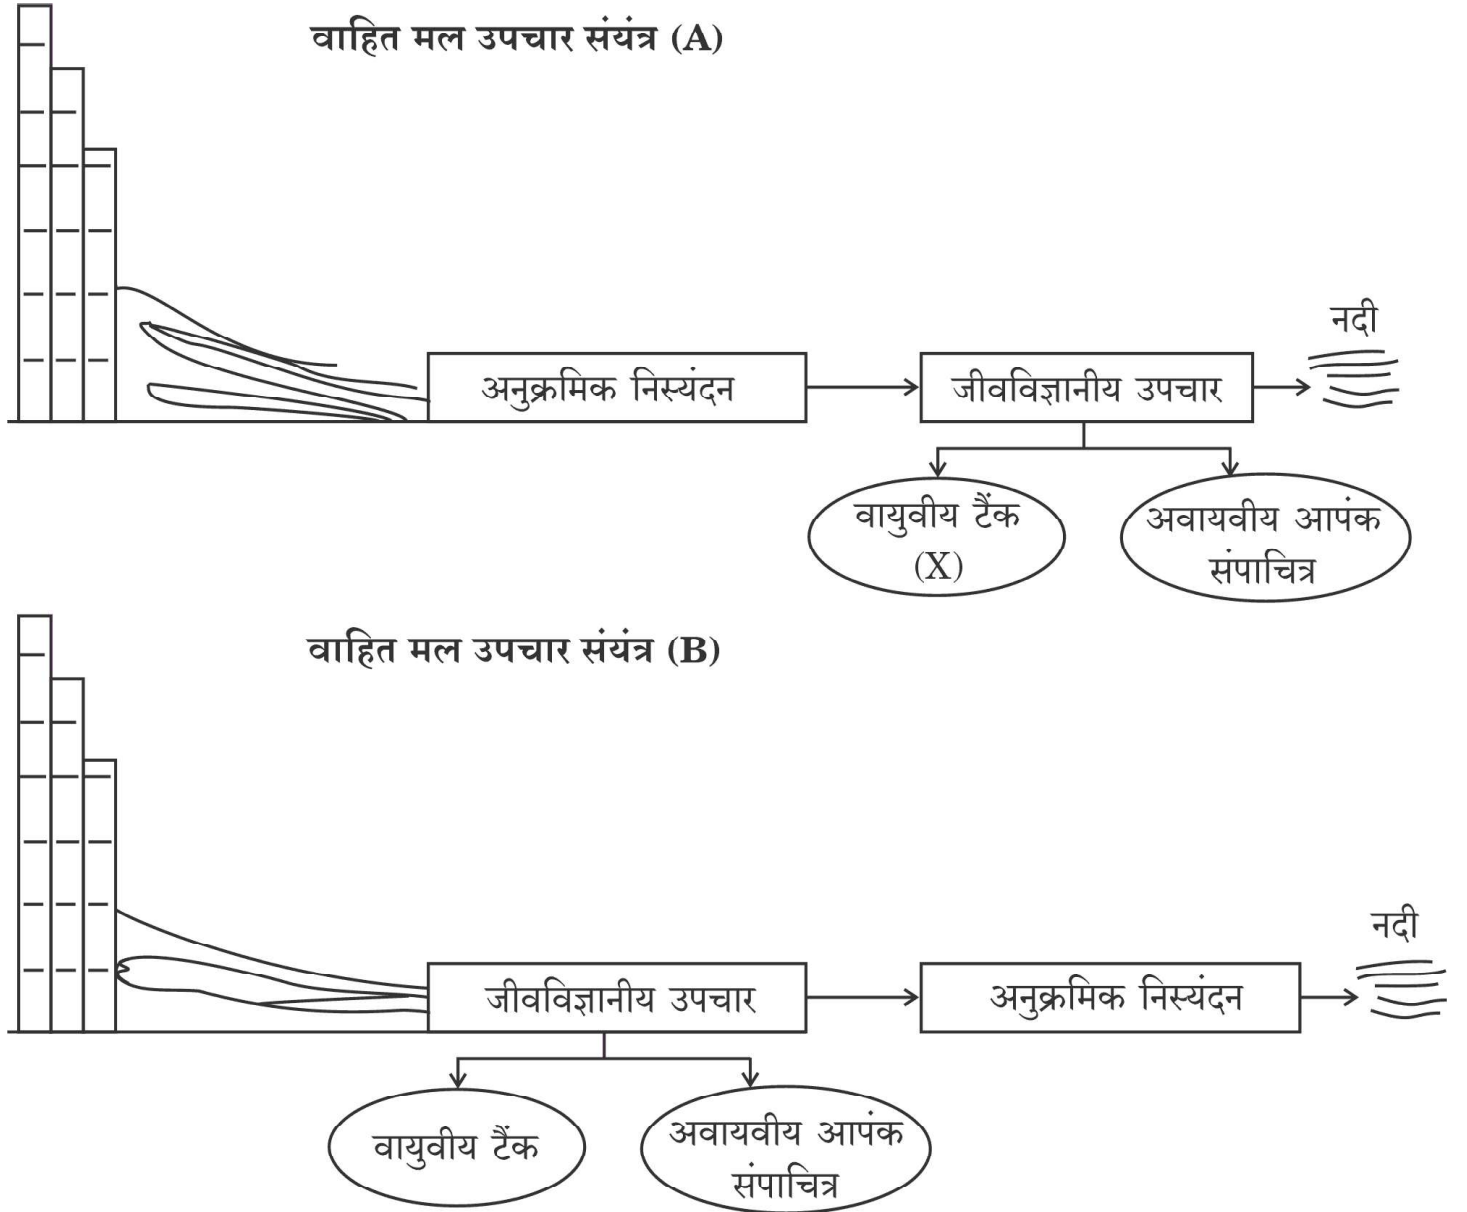 वाहित मल उपचार संयंत्र (A)
नदी
अनुक्रमिक निस्यंदन
जीवविज्ञानीय उपचार
वायुवीय टैंक
(X)
अवायवीय आपंक
संपाचित्र
वाहित मल उपचार संयंत्र (B)
नदी
जीवविज्ञानीय उपचार
अनुक्रमिक निस्यंदन
वायुवीय टैंक
अवायवीय आपंक
संपाचित्र